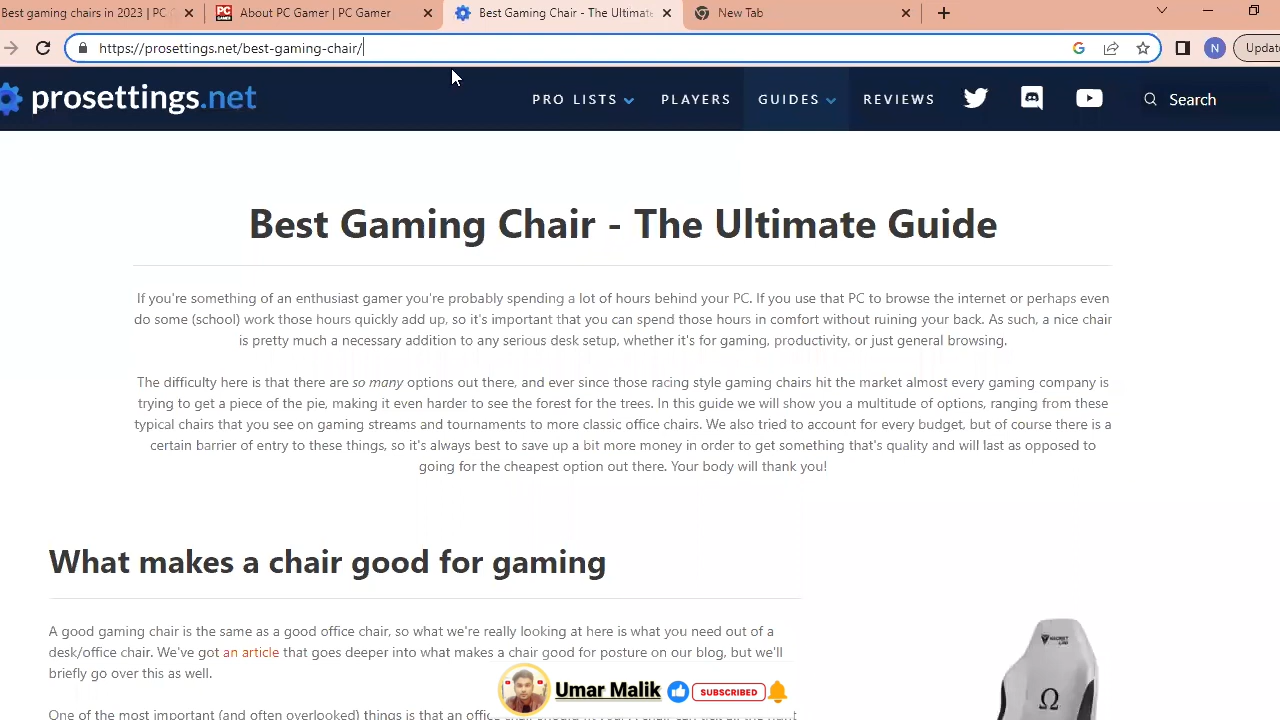 Best gaming chairs in 2023 | PC
About PC Gamer | PC Gamer
Best Gaming Chair - The Ultimate
New Tab
https://prosettings.net/best-gaming-chair/
N
Update
prosettings.net
PRO LISTS
PLAYERS
GUIDES
REVIEWS
Search
Best Gaming Chair - The Ultimate Guide
If you're something of an enthusiast gamer you're probably spending a lot of hours behind your PC. If you use that PC to browse the internet or perhaps even
do some (school) work those hours quickly add up, so it's important that you can spend those hours in comfort without ruining your back. As such, a nice chair
is pretty much a necessary addition to any serious desk setup, whether it's for gaming, productivity, or just general browsing.
The difficulty here is that there are so many options out there, and ever since those racing style gaming chairs hit the market almost every gaming company is
trying to get a piece of the pie, making it even harder to see the forest for the trees. In this guide we will show you a multitude of options, ranging from these
typical chairs that you see on gaming streams and tournaments to more classic office chairs. We also tried to account for every budget, but of course there is a
certain barrier of entry to these things, so it's always best to save up a bit more money in order to get something that's quality and will last as opposed to
going for the cheapest option out there. Your body will thank you!
What makes a chair good for gaming
A good gaming chair is the same as a good office chair, so what we're really looking at here is what you need out of a
desk/office chair. We've got an article that goes deeper into what makes a chair good for posture on our blog, but we'll
briefly go over this as well.
SECRETLAB
Umar Malik
SUBSCRIBED
One of the most important (and often overlooked) things is that an office